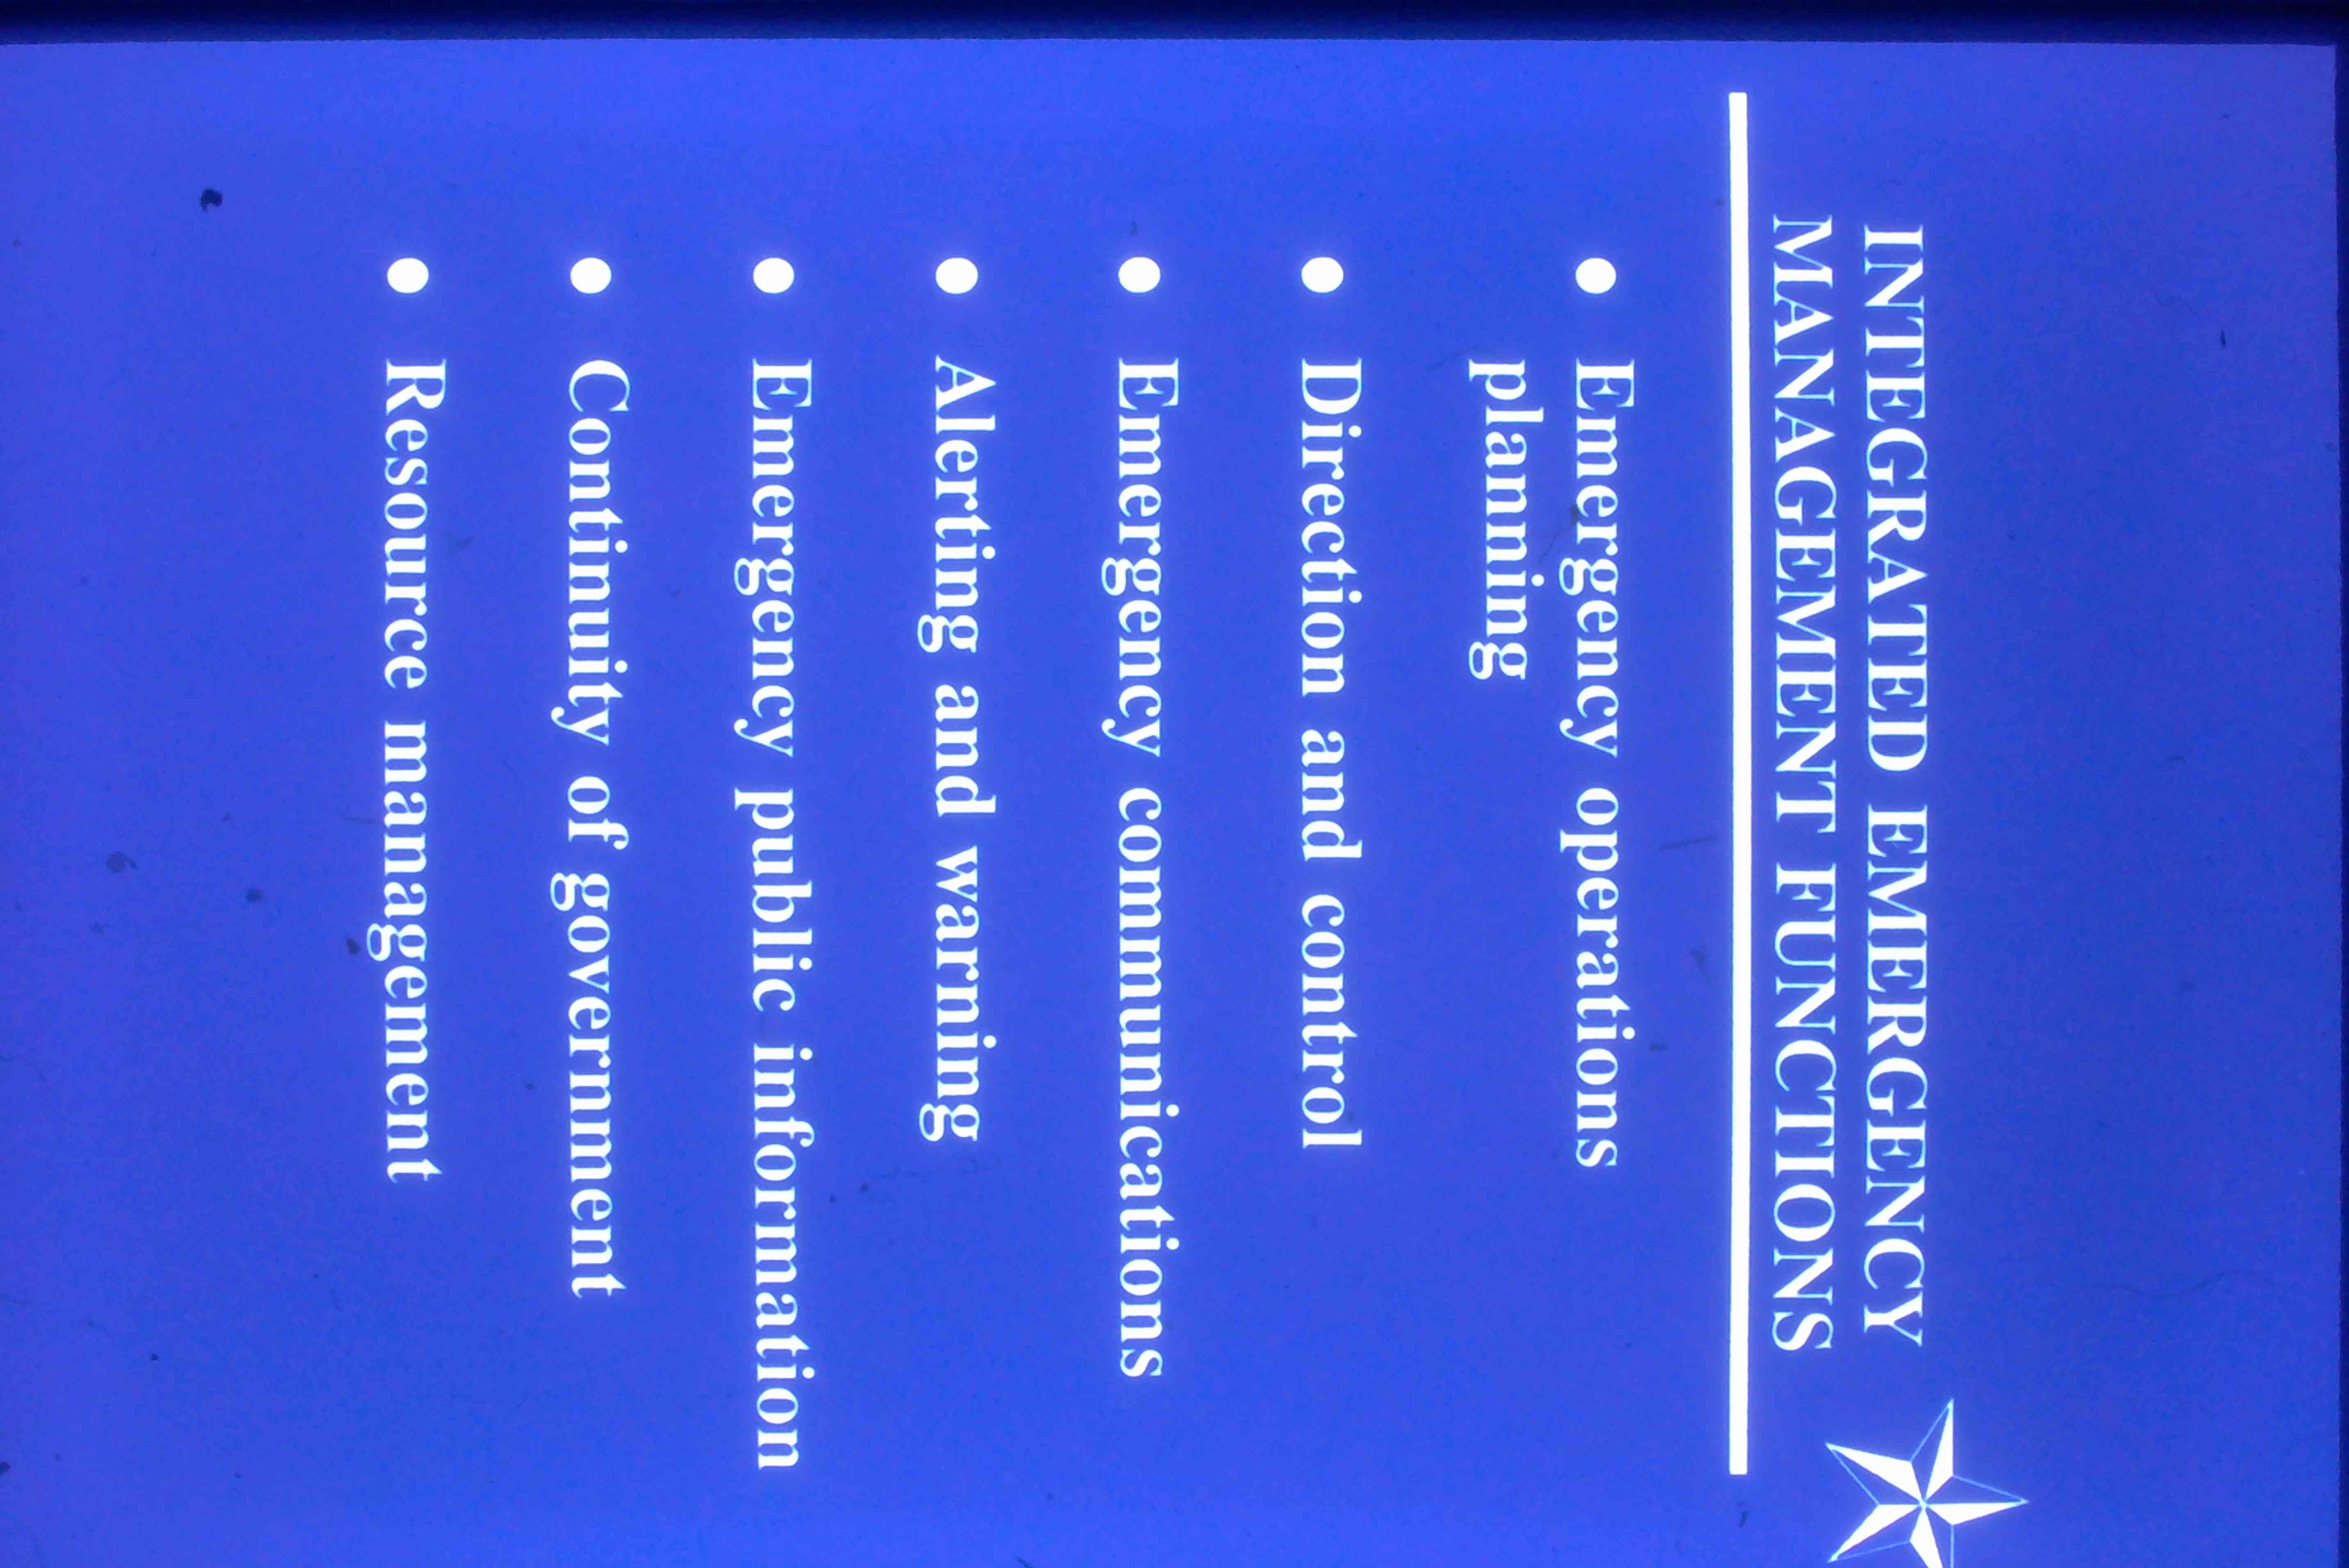 INTEGRATED EMERGENCY
MANAGEMENT FUNCTIONS
● Emergency operations
planning
● Direction and control
● Emergency communications
● Alerting and warning
● Emergency public information
● Continuity of government
● Resource management